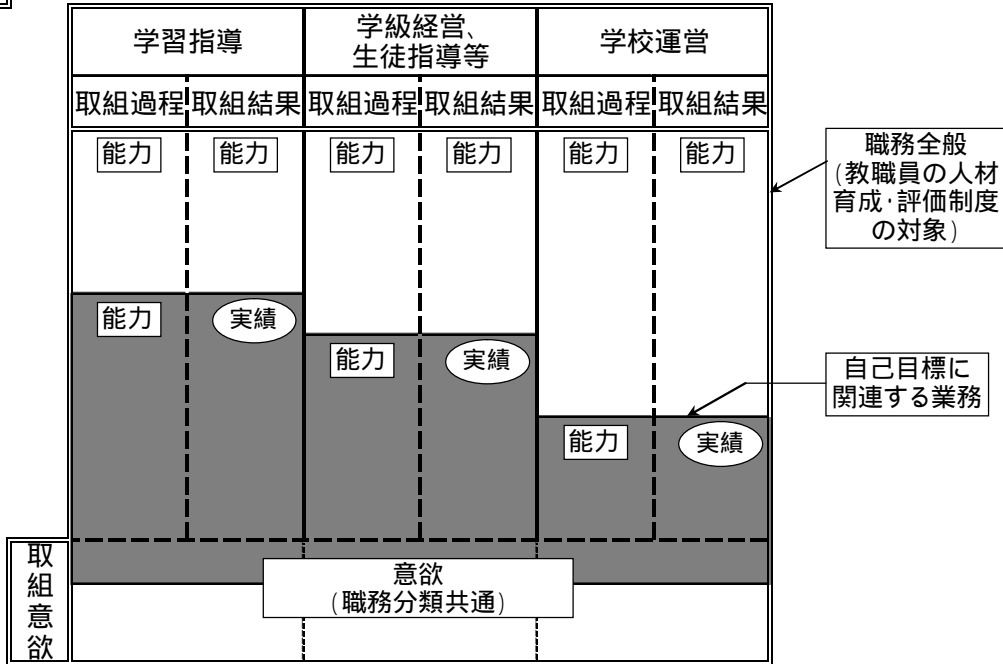 学習指導
学級経営、
生徒指導等
学校運営
取組過程
取組結果
取組過程
取組結果
取組過程
取組結果
能力
能力
能力
能力
能力
能力
職務全般
(教職員の人材
育成・評価制度
の対象)
能力
実績
能力
実績
自己目標に
関連する業務
能力
実績
取組意欲
意欲
(職務分類共通)